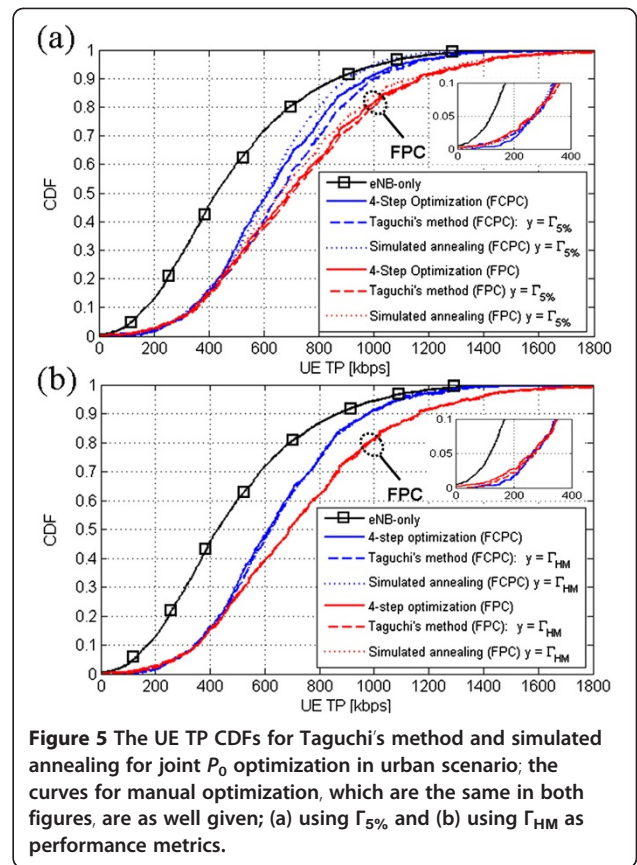 (a)
1
0.9
0.8
0.7
0.6
0.5
0.4
0.3
0.2
0.1
0
CDF
0 200 400 600 800 1000 1200 1400 1600 1800
UE TP [kbps]
0.1
0.05
0
0 200 400
FPC
eNB-only
4-Step Optimization (FCPC)
Taguchi's method (FCPC): y = Γ5%
Simulated annealing (FCPC) y = Γ5%
4-Step Optimization (FPC)
Taguchi's method (FPC) y = Γ5%
Simulated annealing (FPC) y = Γ5%
(b)
1
0.9
0.8
0.7
0.6
0.5
0.4
0.3
0.2
0.1
0
CDF
0 200 400 600 800 1000 1200 1400 1600 1800
UE TP [kbps]
0.1
0.05
0
0 200 400
FPC
eNB-only
4-step optimization (FCPC)
Taguchi's method (FCPC): y = ΓHM
Simulated annealing (FCPC) y = ΓHM
4-step optimization (FPC)
Taguchi's method (FPC): y = ΓHM
Simulated annealing (FPC) y = ΓHM
Figure 5 The UE TP CDFs for Taguchi's method and simulated
annealing for joint P0 optimization in urban scenario; the
curves for manual optimization, which are the same in both
figures, are as well given; (a) using Γ5% and (b) using ΓHM as
performance metrics.